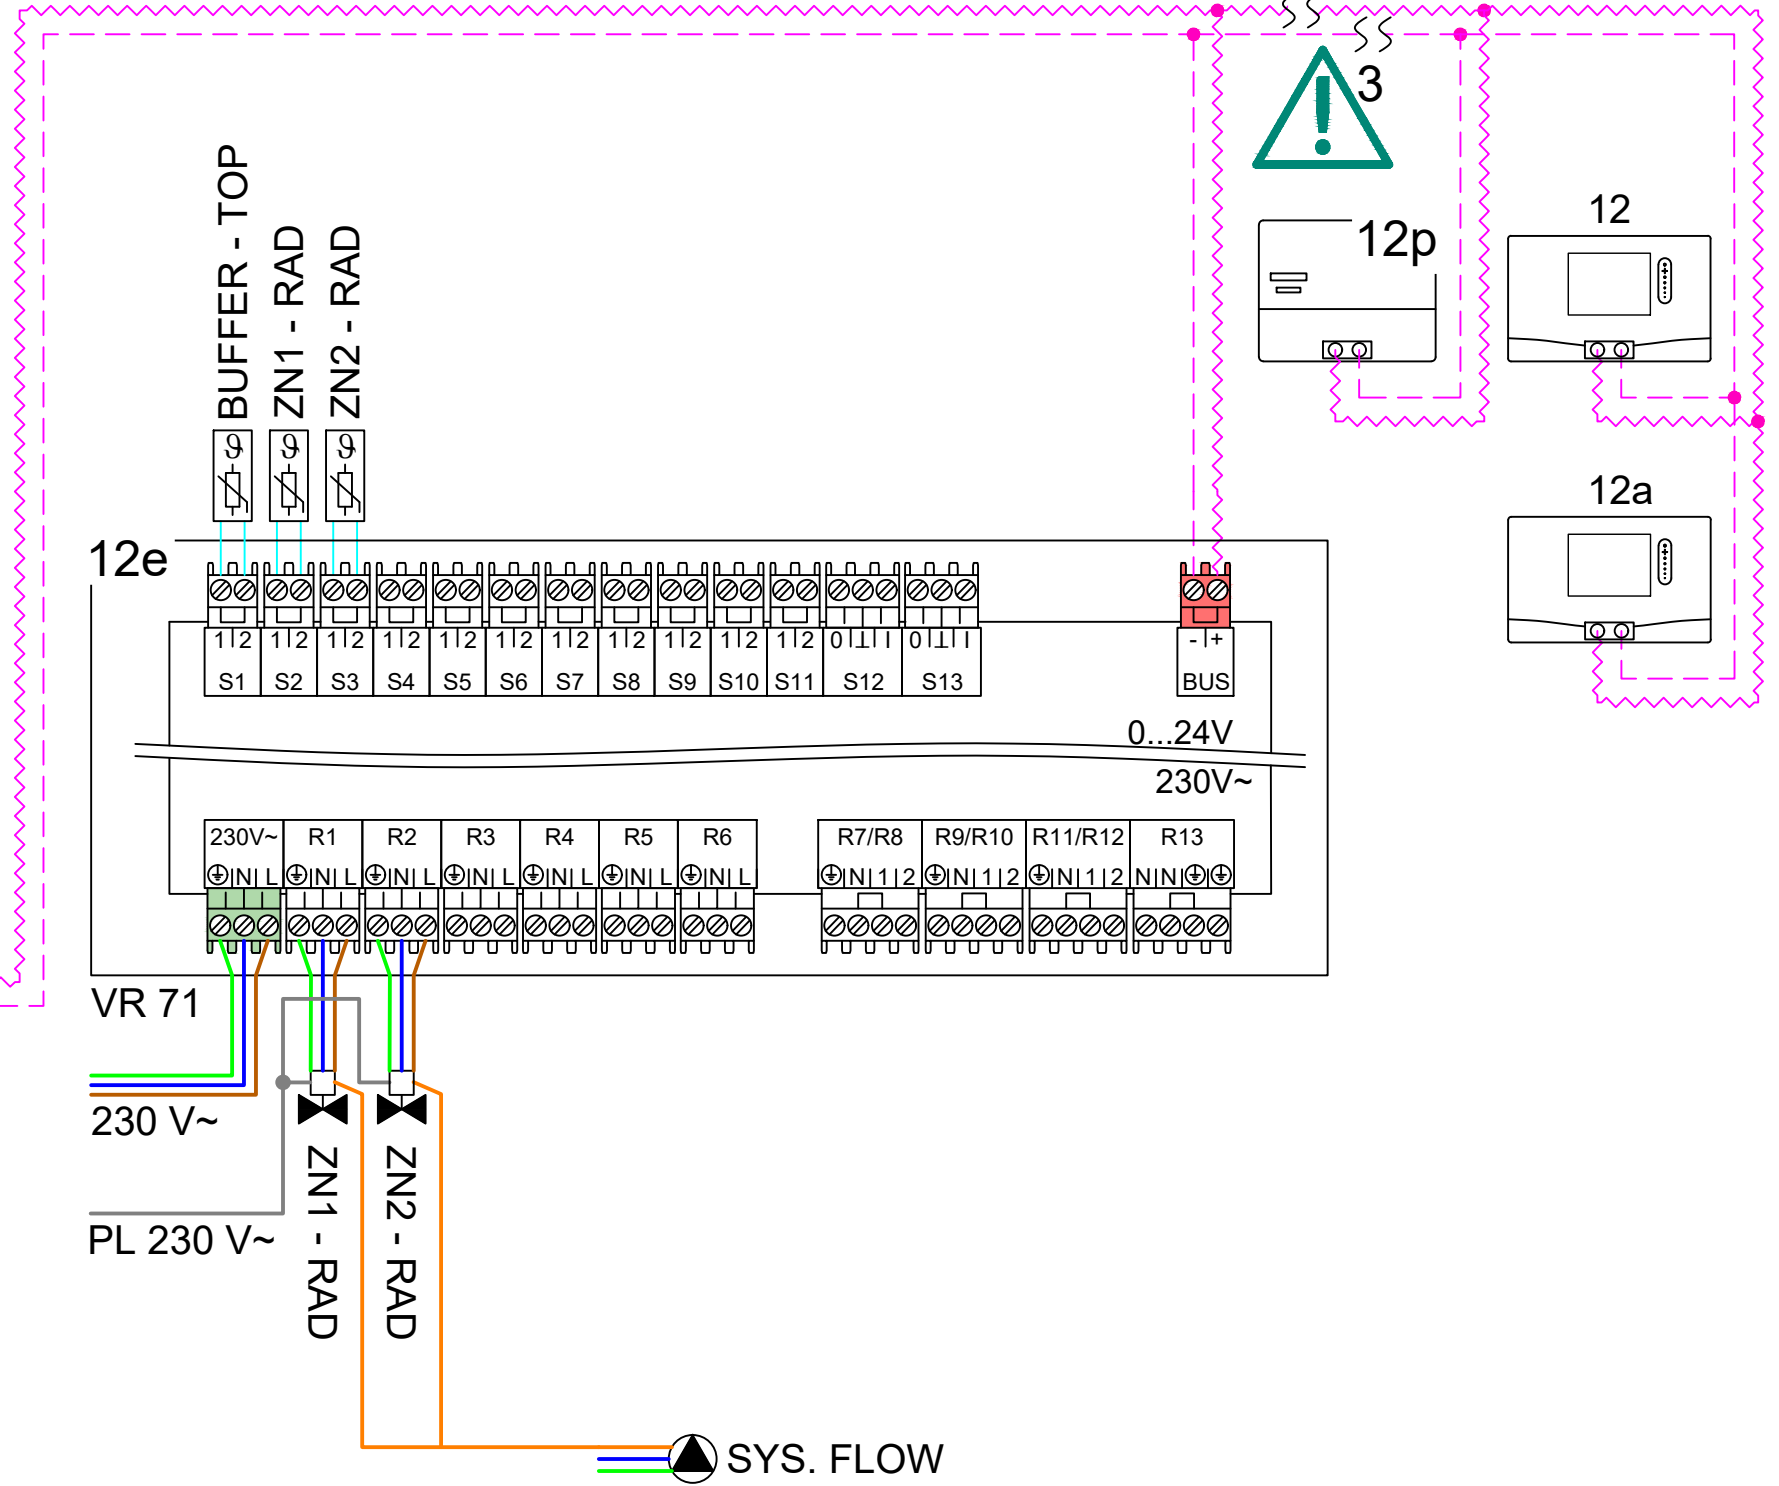 3
12p
12
12a
BUFFER - TOP
ZN1 - RAD
ZN2 - RAD
ϑ ϑ ϑ
12e
1 2 1 2 1 2 1 2 1 2 1 2 1 2 1 2 1 2 1 2 1 2 0 ⊥ I 0 ⊥ I - +
S1 S2 S3 S4 S5 S6 S7 S8 S9 S10 S11 S12 S13 BUS
0...24V
230V~
230V~ R1 R2 R3 R4 R5 R6 R7/R8 R9/R10 R11/R12 R13
N L N L N L N L N L N L N L N 1 2 N 1 2 N 1 2 N N
VR 71
230 V~
PL 230 V~
ZN1 - RAD
ZN2 - RAD
SYS. FLOW